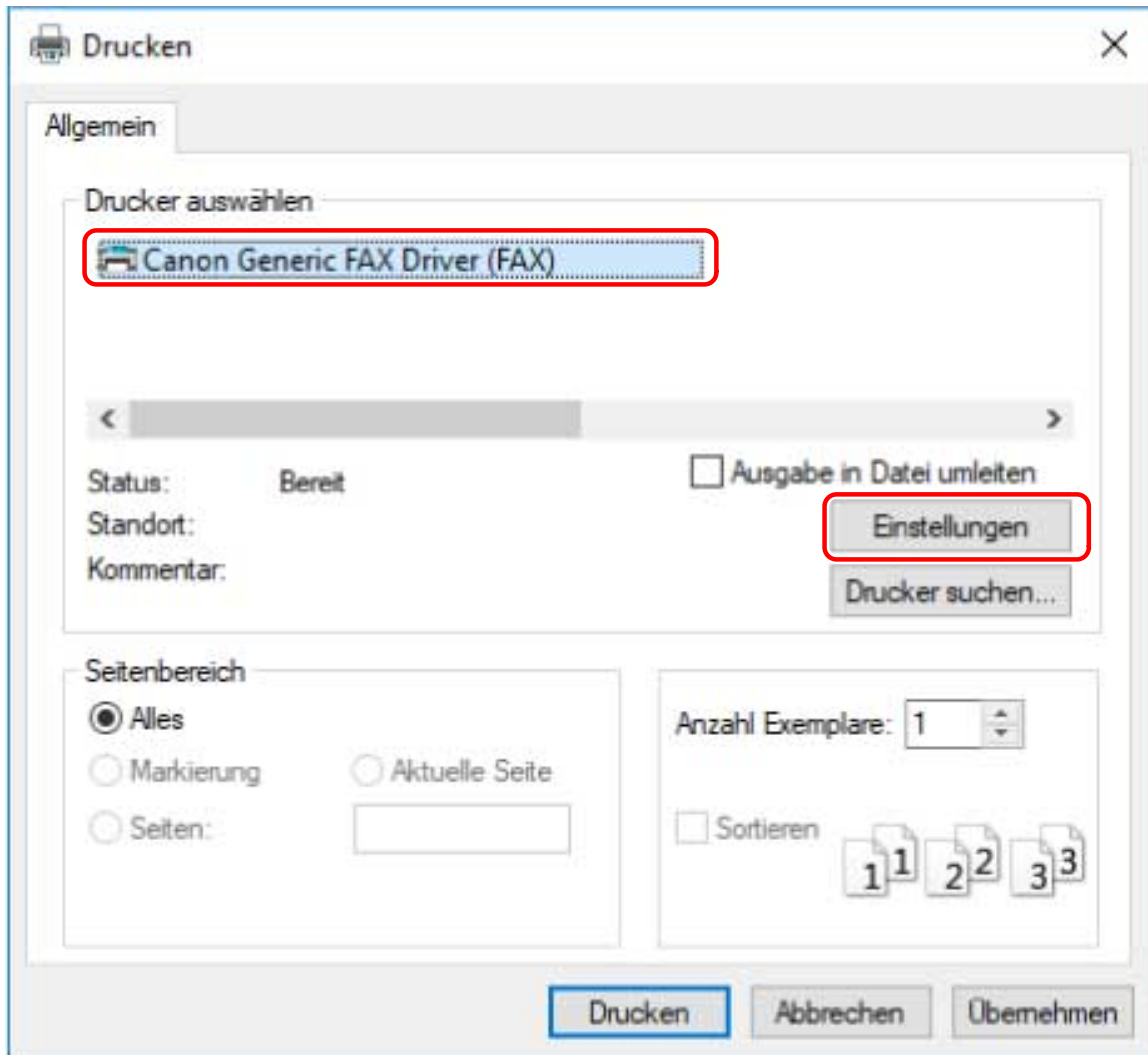 Drucken
Allgemein
Drucker auswählen
Canon Generic FAX Driver (FAX)
Status: Bereit
Ausgabe in Datei umleiten
Standort:
Einstellungen
Kommentar:
Drucker suchen...
Seitenbereich
Alles
Markierung
Aktuelle Seite
Seiten:
Anzahl Exemplare: 1
Sortieren
1 1 2 2 3 3
Drucken
Abbrechen
Übernehmen